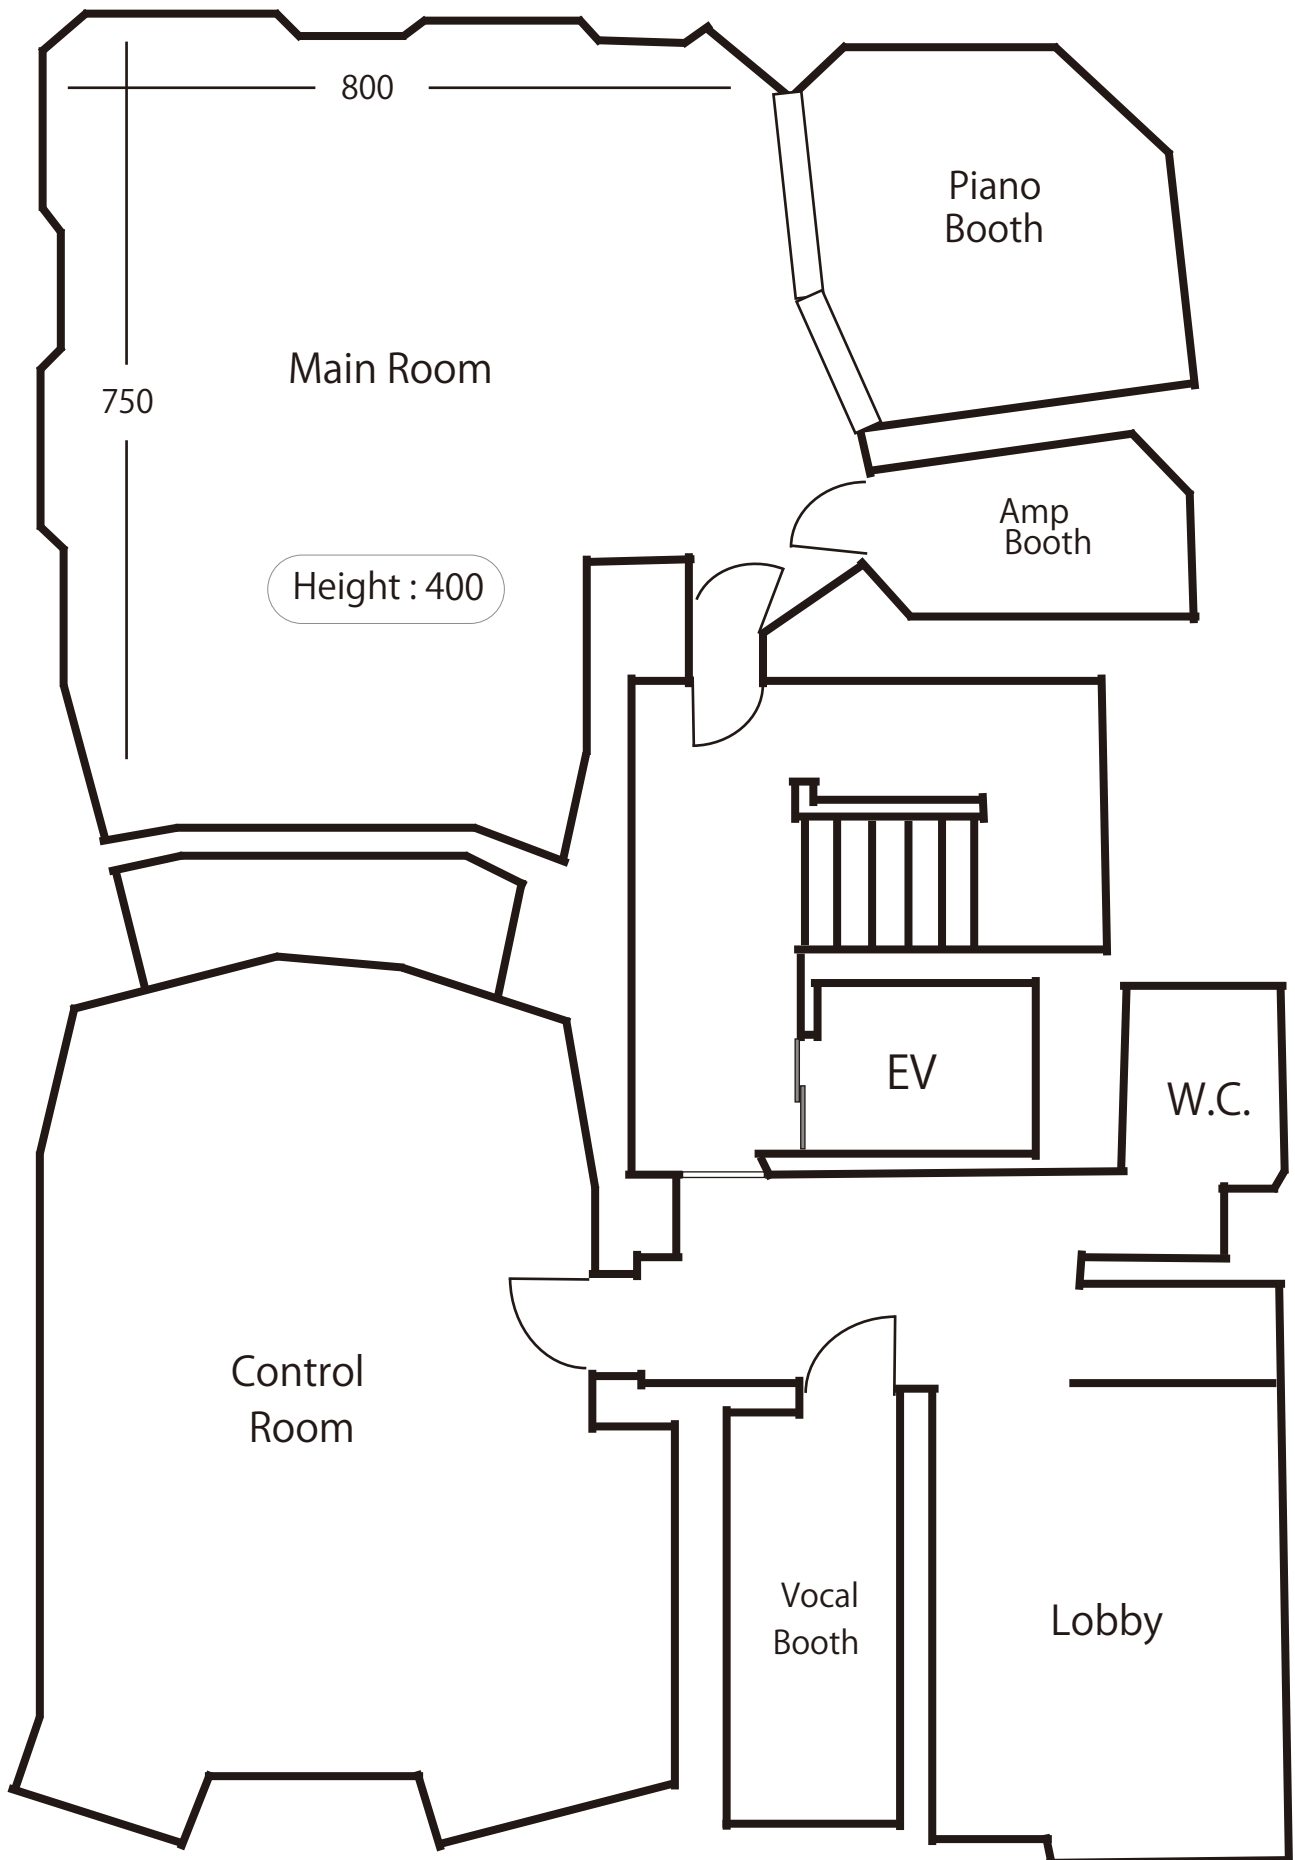 800
Piano
Booth
Main Room
750
Amp
Booth
Height : 400
EV
W.C.
Control
Room
Vocal
Booth
Lobby